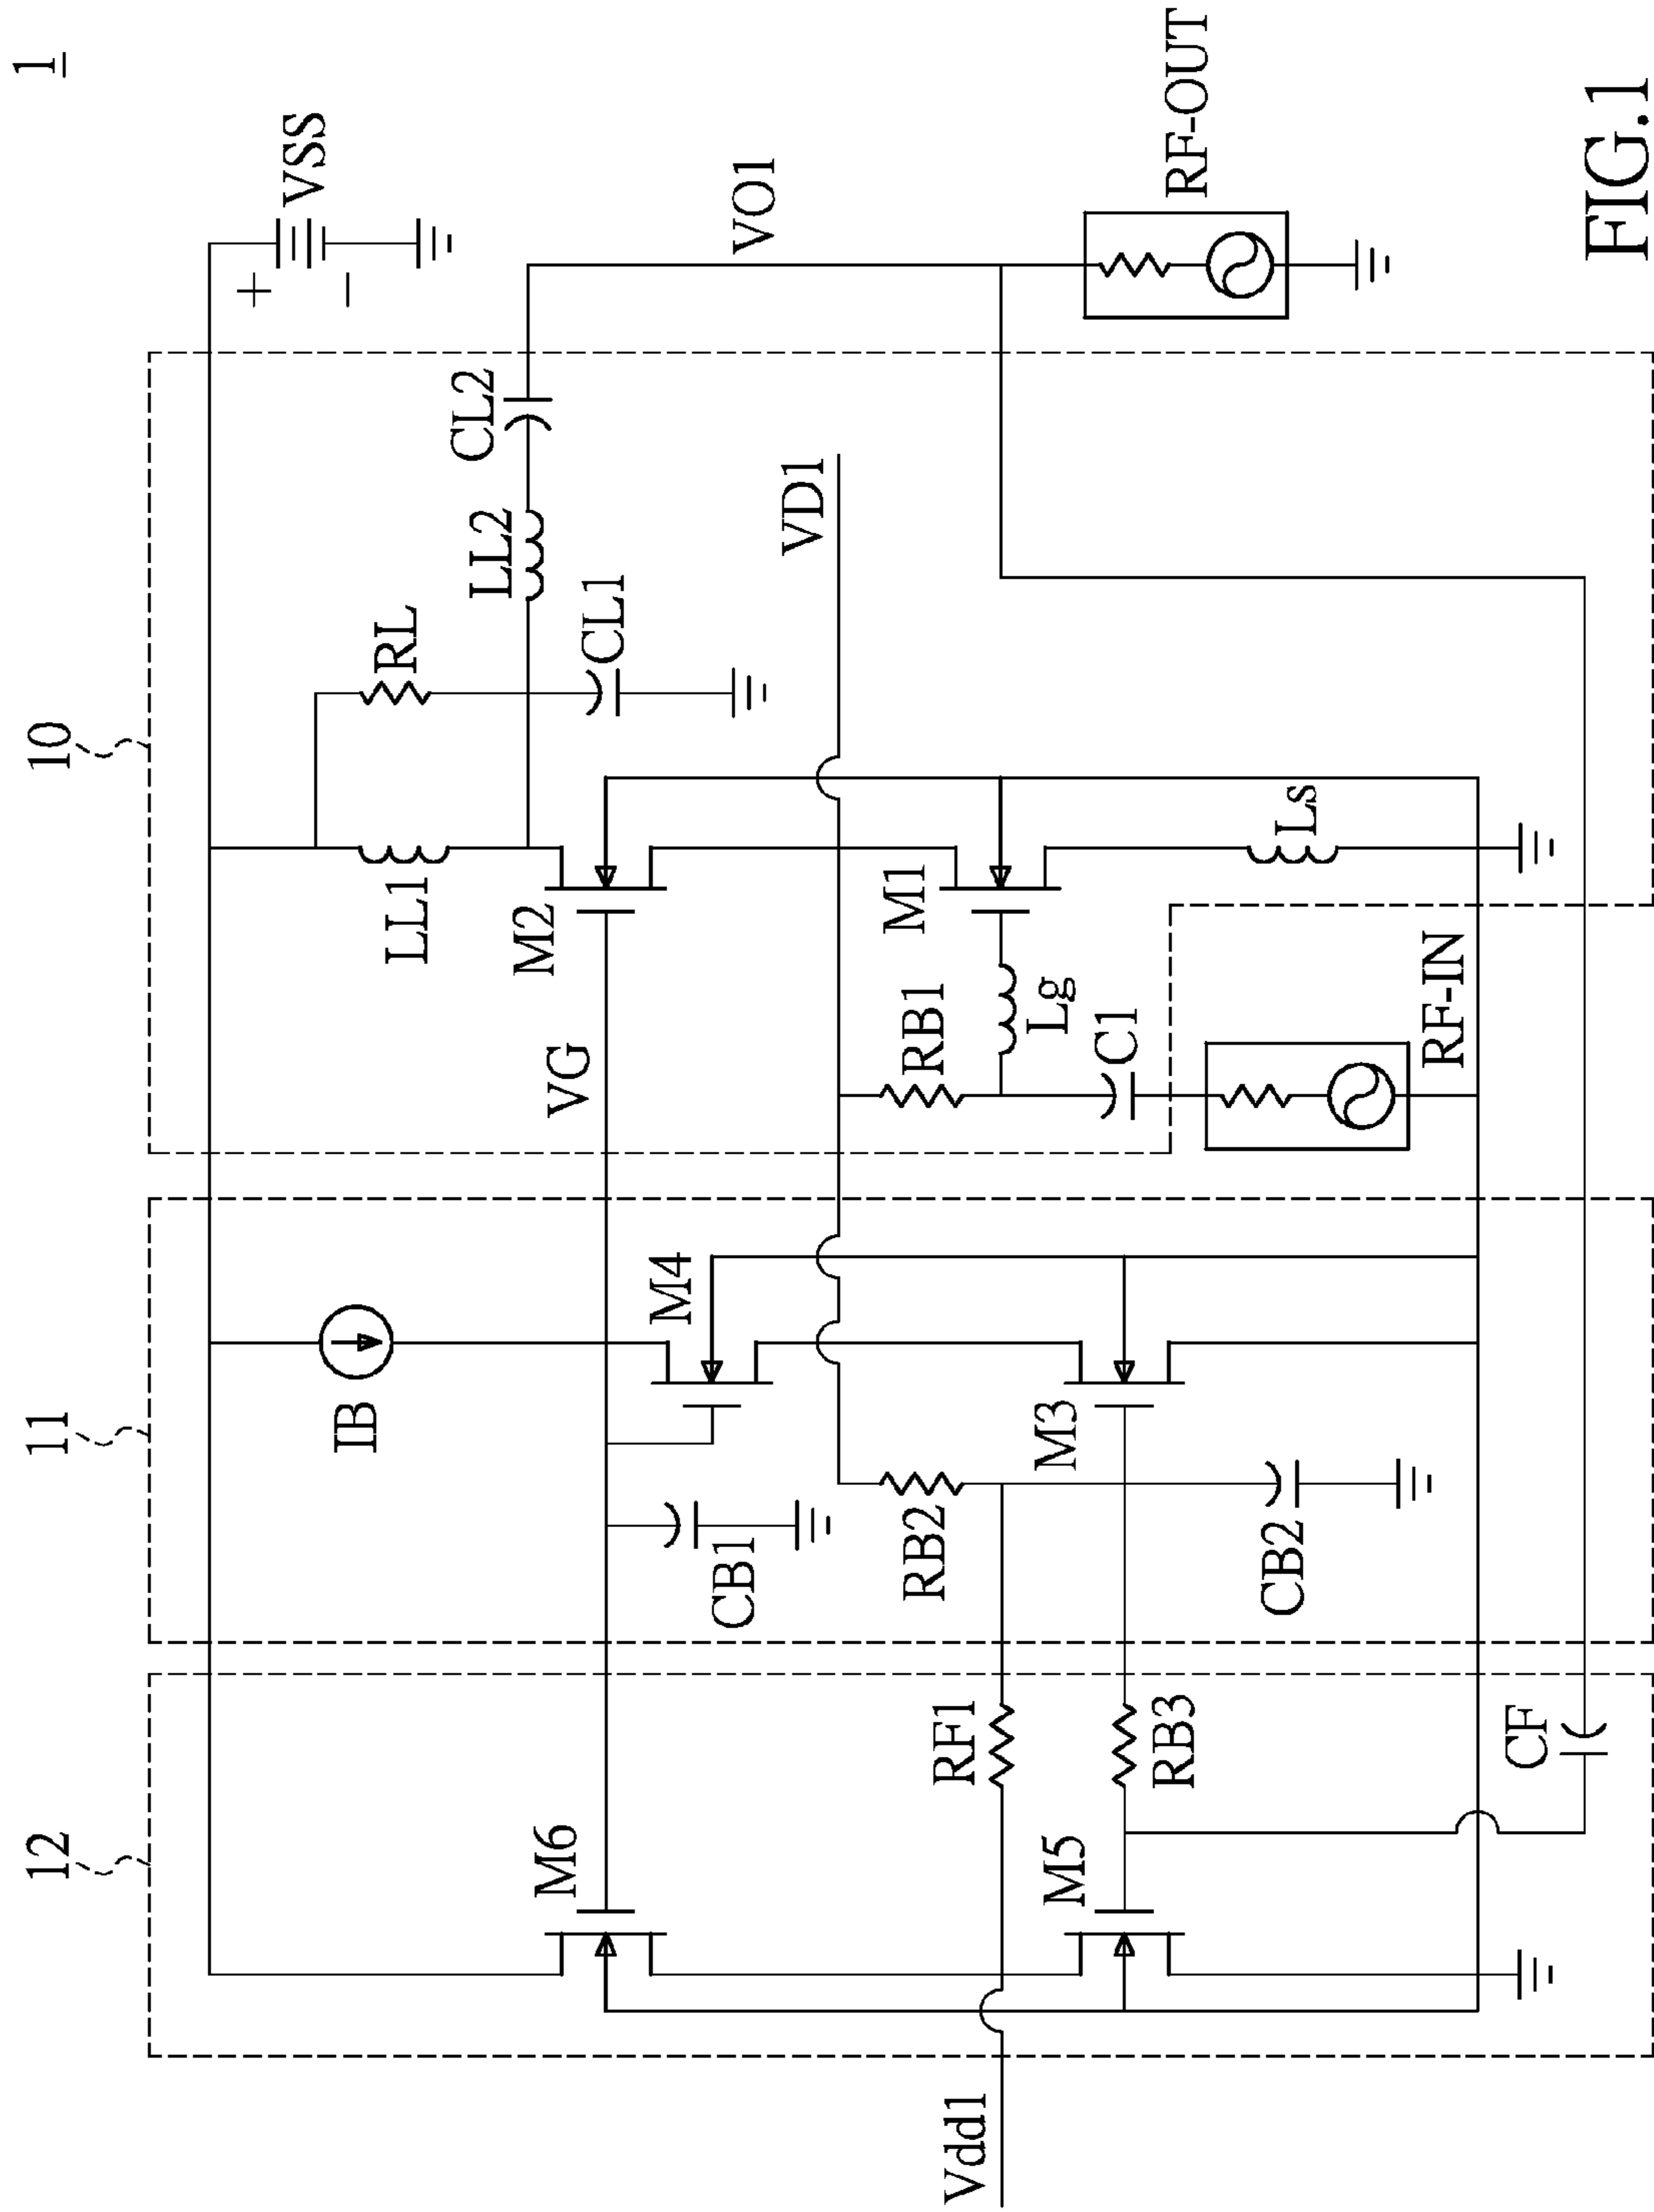 1
12
11
10
VSS
+
−
IB
LL1
RL
CL2
LL2
M6
VG
M2
CL1
VO1
M4
CB1
VD1
RB2
RB1
M1
Vdd1
RF1
Lg
M5
M3
C1
RB3
CB2
Ls
RF-OUT
RF-IN
CF
FIG.1